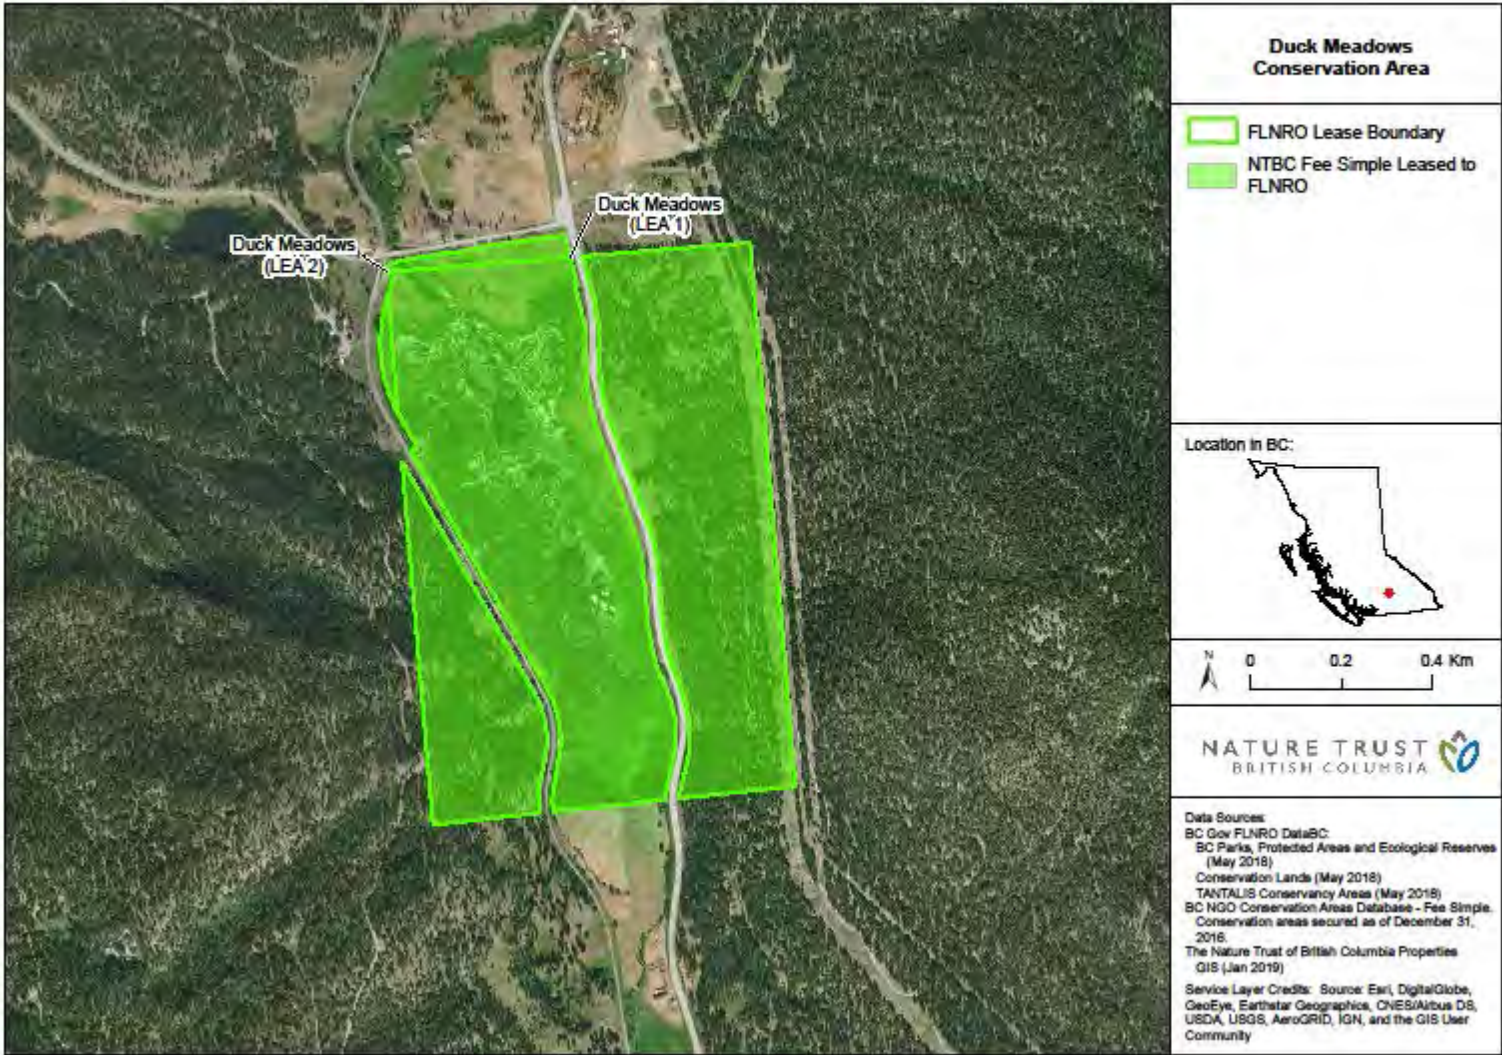 Duck Meadows
Conservation Area
FLNRO Lease Boundary
NTBC Fee Simple Leased to
FLNRO
Duck Meadows
(LEA 1)
Duck Meadows
(LEA 2)
Location in BC:
N
0 0.2 0.4 Km
NATURE TRUST
BRITISH COLUMBIA
Data Sources:
BC Gov FLNRO DataBC:
BC Parks, Protected Areas and Ecological Reserves
(May 2018)
Conservation Lands (May 2018)
TANTALIS Conservancy Areas (May 2018)
BC NGO Conservation Areas Database - Fee Simple.
Conservation areas secured as of December 31,
2016.
The Nature Trust of British Columbia Properties
GIS (Jan 2019)
Service Layer Credits: Source: Esri, DigitalGlobe,
GeoEye, Earthstar Geographics, CNES/Airbus DS,
USDA, USGS, AeroGRID, IGN, and the GIS User
Community